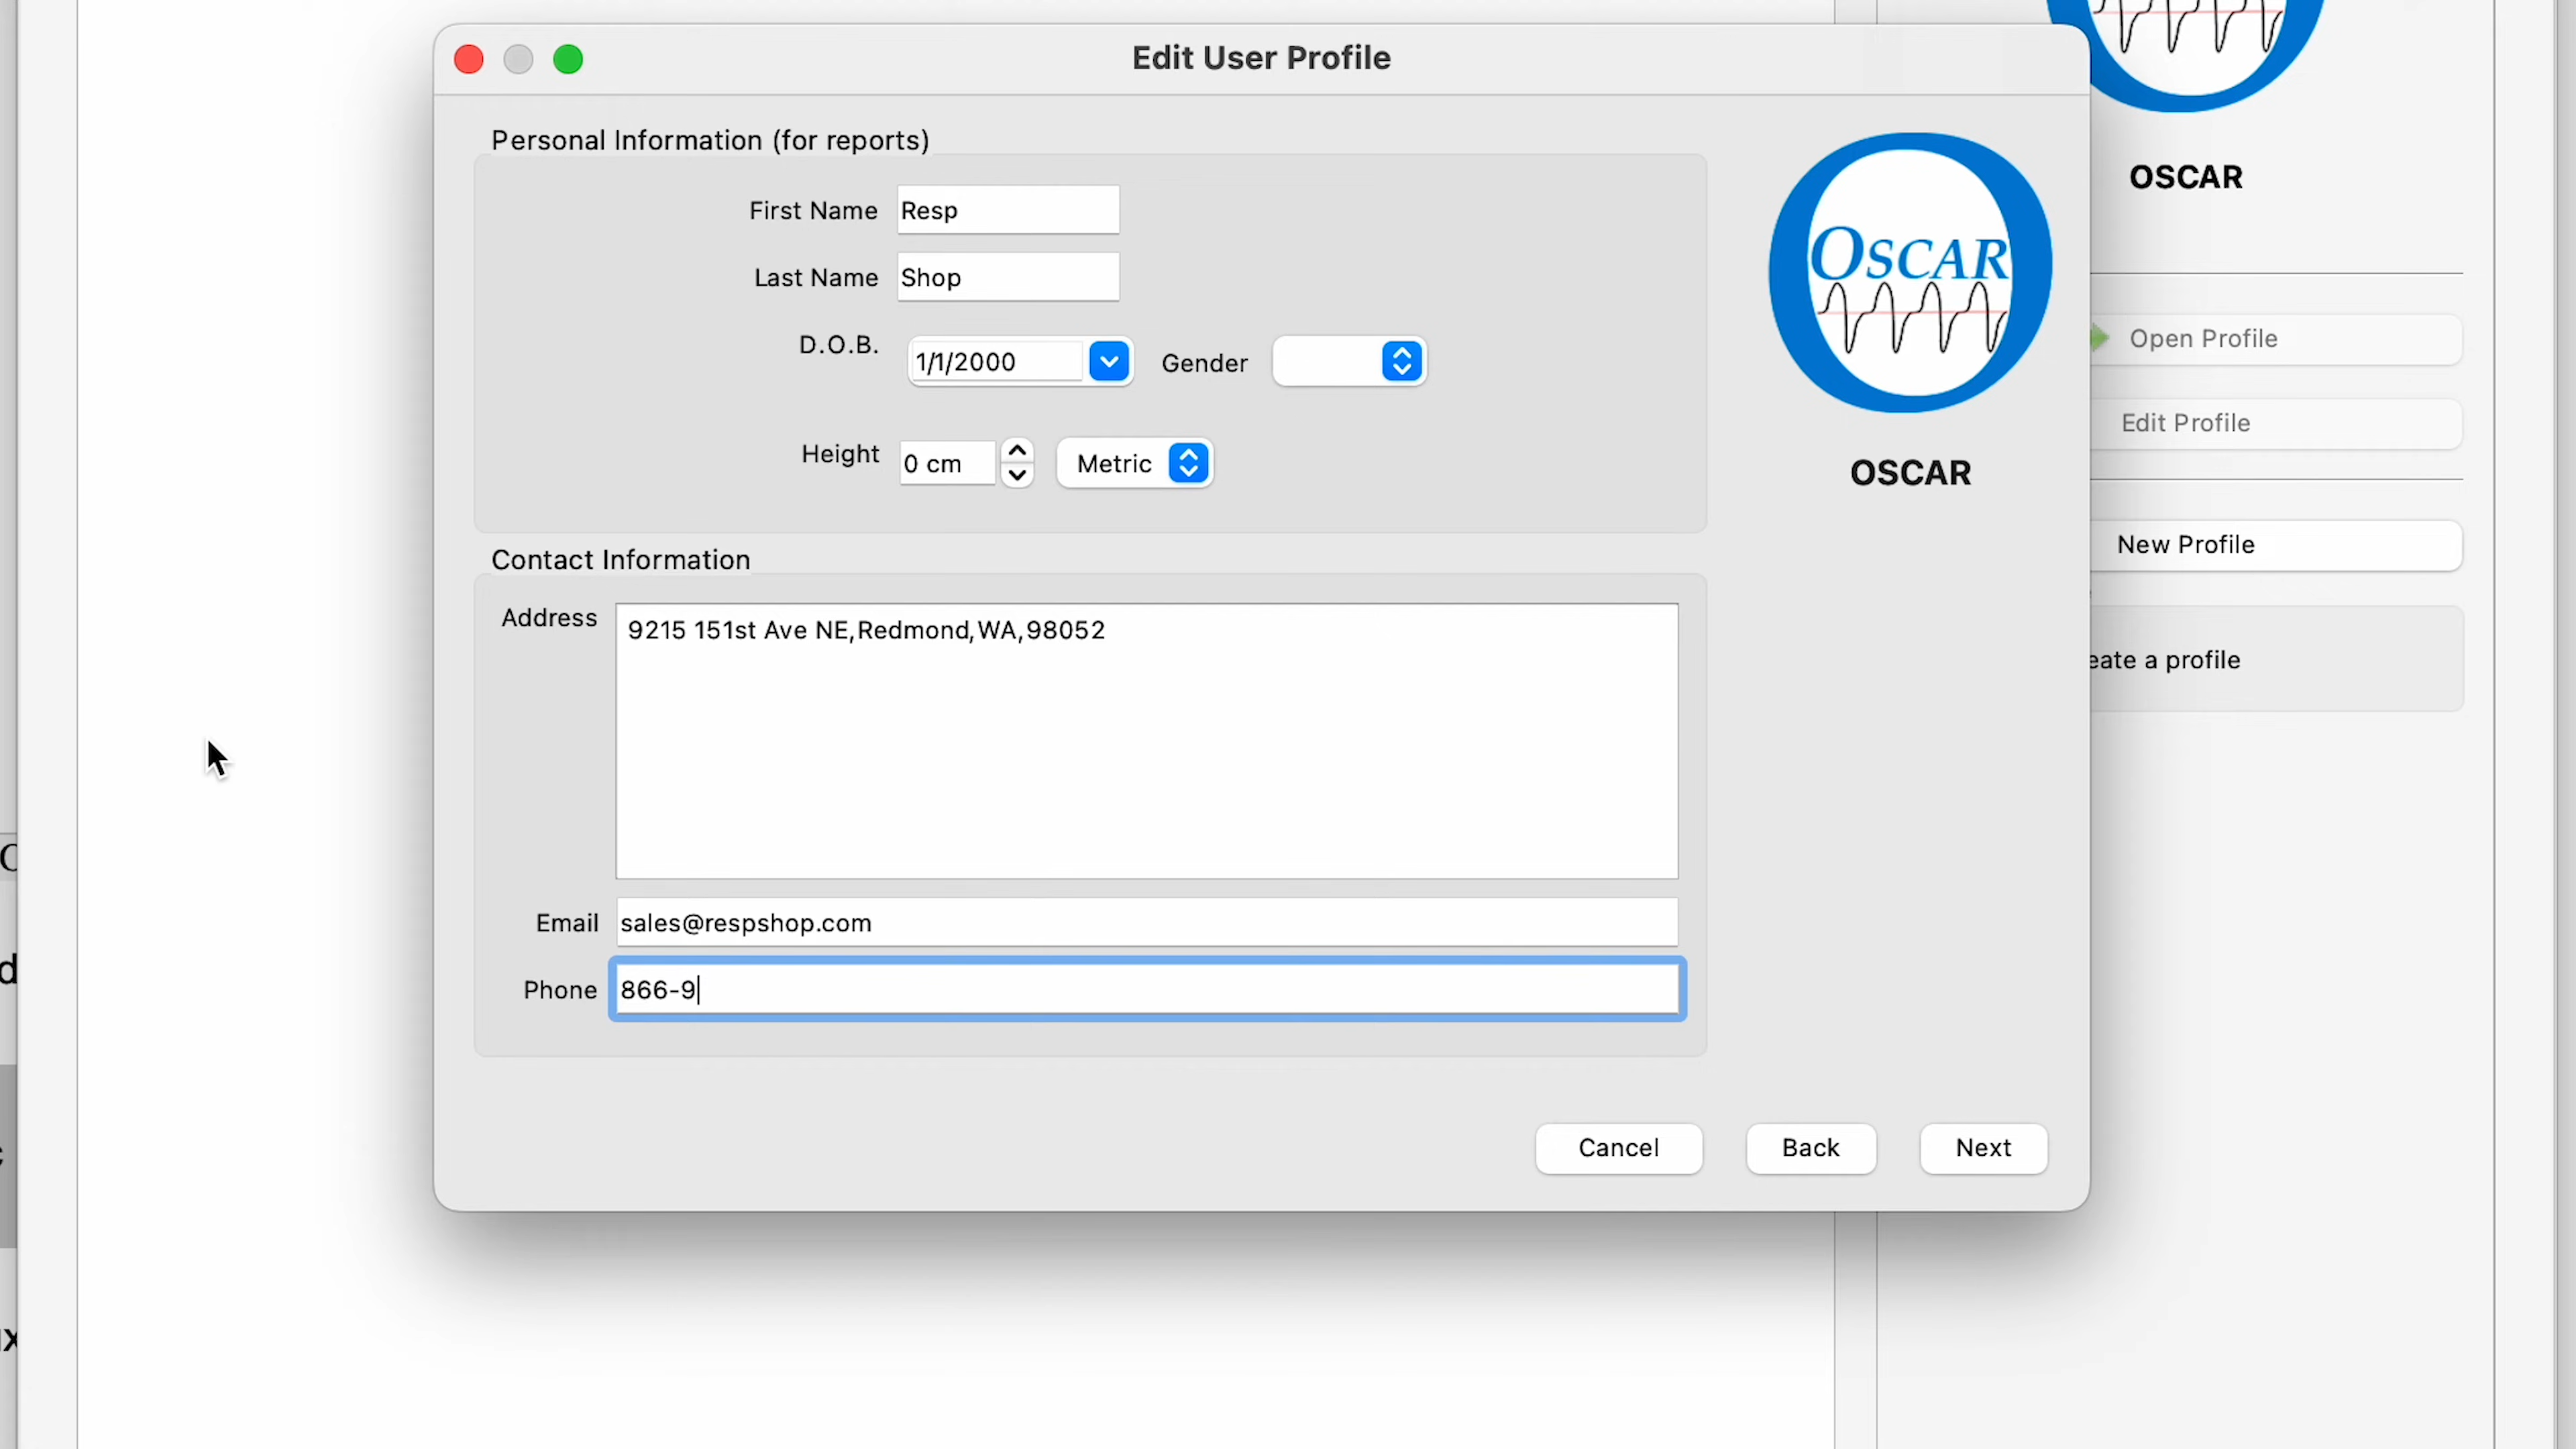 Edit User Profile
Personal Information (for reports)
First Name Resp
Last Name Shop
D.O.B. 1/1/2000 Gender
Height 0 cm Metric
OSCAR
OSCAR
Contact Information
Address 9215 151st Ave NE,Redmond,WA,98052
Email sales@respshop.com
Phone 866-9
Cancel Back Next
OSCAR
Open Profile
Edit Profile
New Profile
eate a profile